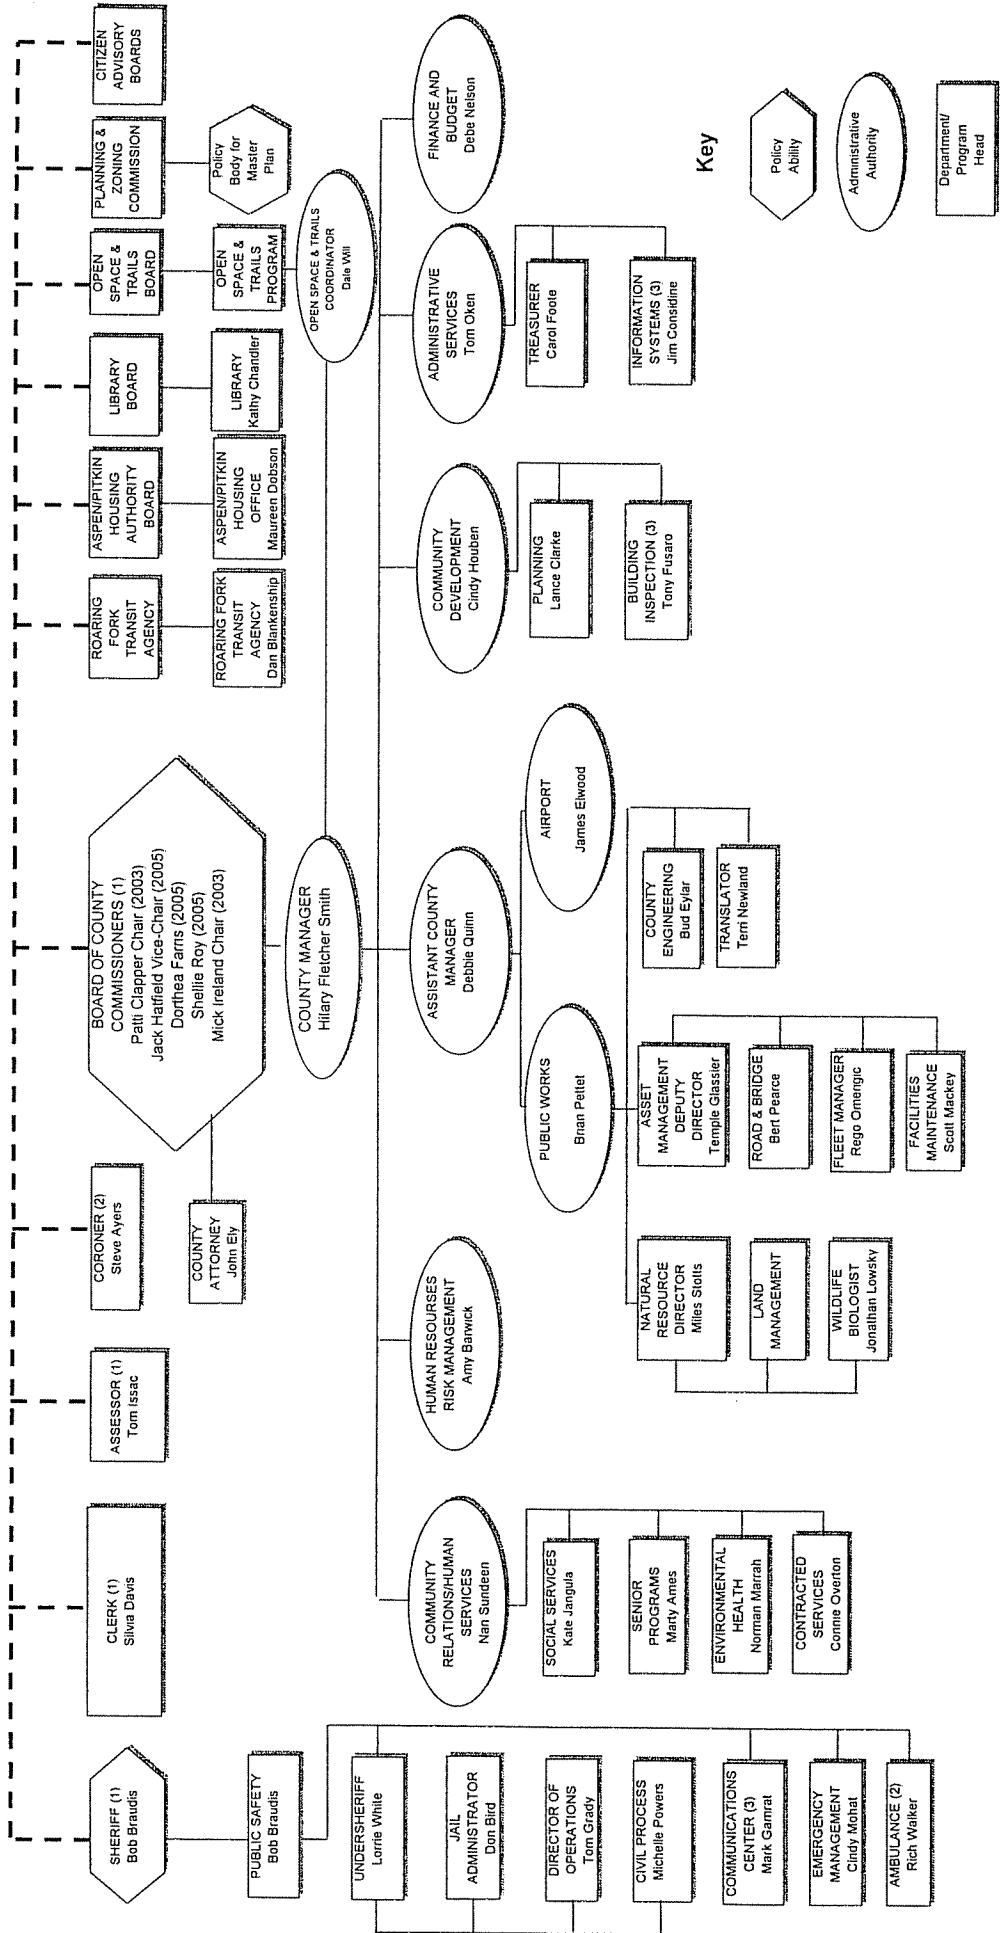 SHERIFF (1)
Bob Braudis
CLERK (1)
Silvia Davis
ASSESSOR (1)
Tom Issac
CORONER (2)
Steve Ayers
BOARD OF COUNTY
COMMISSIONERS (1)
Patti Clapper Chair (2003)
Jack Hatfield Vice-Chair (2005)
Dorthea Farris (2005)
Shellie Roy (2005)
Mick Ireland Chair (2003)
ROARING
FORK
TRANSIT
AGENCY
ASPEN/PITKIN
HOUSING
AUTHORITY
BOARD
LIBRARY
BOARD
OPEN
SPACE &
TRAILS
BOARD
PLANNING &
ZONING
COMMISSION
CITIZEN
ADVISORY
BOARDS
PUBLIC SAFETY
Bob Braudis
COUNTY
ATTORNEY
John Ely
ROARING FORK
TRANSIT
AGENCY
Dan Blankenship
ASPEN/PITKIN
HOUSING
OFFICE
Maureen Dobson
LIBRARY
Kathy Chandler
OPEN
SPACE &
TRAILS
PROGRAM
Policy
Body for
Master
Plan
COUNTY MANAGER
Hilary Fletcher Smith
OPEN SPACE & TRAILS
COORDINATOR
Dale Will
UNDERSHERIFF
Lorrie White
JAIL
ADMINISTRATOR
Don Bird
DIRECTOR OF
OPERATIONS
Tom Grady
CIVIL PROCESS
Michelle Powers
COMMUNICATIONS
CENTER (3)
Mark Gamrat
EMERGENCY
MANAGEMENT
Cindy Mohat
AMBULANCE (2)
Rich Walker
COMMUNITY
RELATIONS/HUMAN
SERVICES
Nan Sundeen
SOCIAL SERVICES
Kate Jangula
SENIOR
PROGRAMS
Marty Ames
ENVIRONMENTAL
HEALTH
Norman Marrah
CONTRACTED
SERVICES
Connie Overton
HUMAN RESOURSES
RISK MANAGEMENT
Amy Barwick
ASSISTANT COUNTY
MANAGER
Debbie Quinn
PUBLIC WORKS
Brian Pettet
AIRPORT
James Elwood
NATURAL
RESOURCE
DIRECTOR
Miles Stotts
LAND
MANAGEMENT
WILDLIFE
BIOLOGIST
Jonathan Lowsky
ASSET
MANAGEMENT
DEPUTY
DIRECTOR
Temple Glassier
ROAD & BRIDGE
Bert Pearce
FLEET MANAGER
Rego Omengic
FACILITIES
MAINTENANCE
Scott Mackey
COUNTY
ENGINEERING
Bud Eylar
TRANSLATOR
Terri Newland
COMMUNITY
DEVELOPMENT
Cindy Houben
PLANNING
Lance Clarke
BUILDING
INSPECTION (3)
Tony Fusaro
ADMINISTRATIVE
SERVICES
Tom Oken
TREASURER
Carol Foote
INFORMATION
SYSTEMS (3)
Jim Considine
FINANCE AND
BUDGET
Debe Nelson
Key
Policy
Ability
Administrative
Authority
Department/
Program
Head